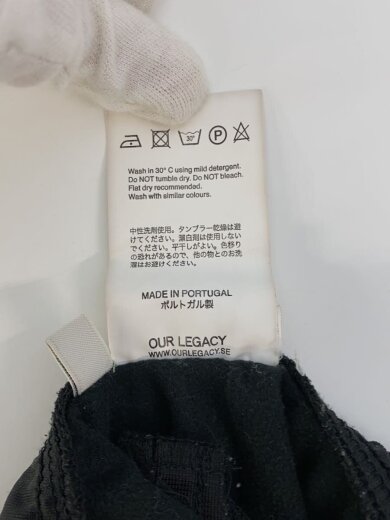 30°
P
Wash in 30° C using mild detergent.
Do NOT tumble dry. Do NOT bleach.
Flat dry recommended.
Wash with similar colours.
中性洗剤使用。タンブラー乾燥は避
けてください。漂白剤は使用しない
でください。平干しがよい。色移り
の恐れがあるので、他の物とのお洗
濯はお避けください。
MADE IN PORTUGAL
ポルトガル製
OUR LEGACY
WWW.OURLEGACY.SE